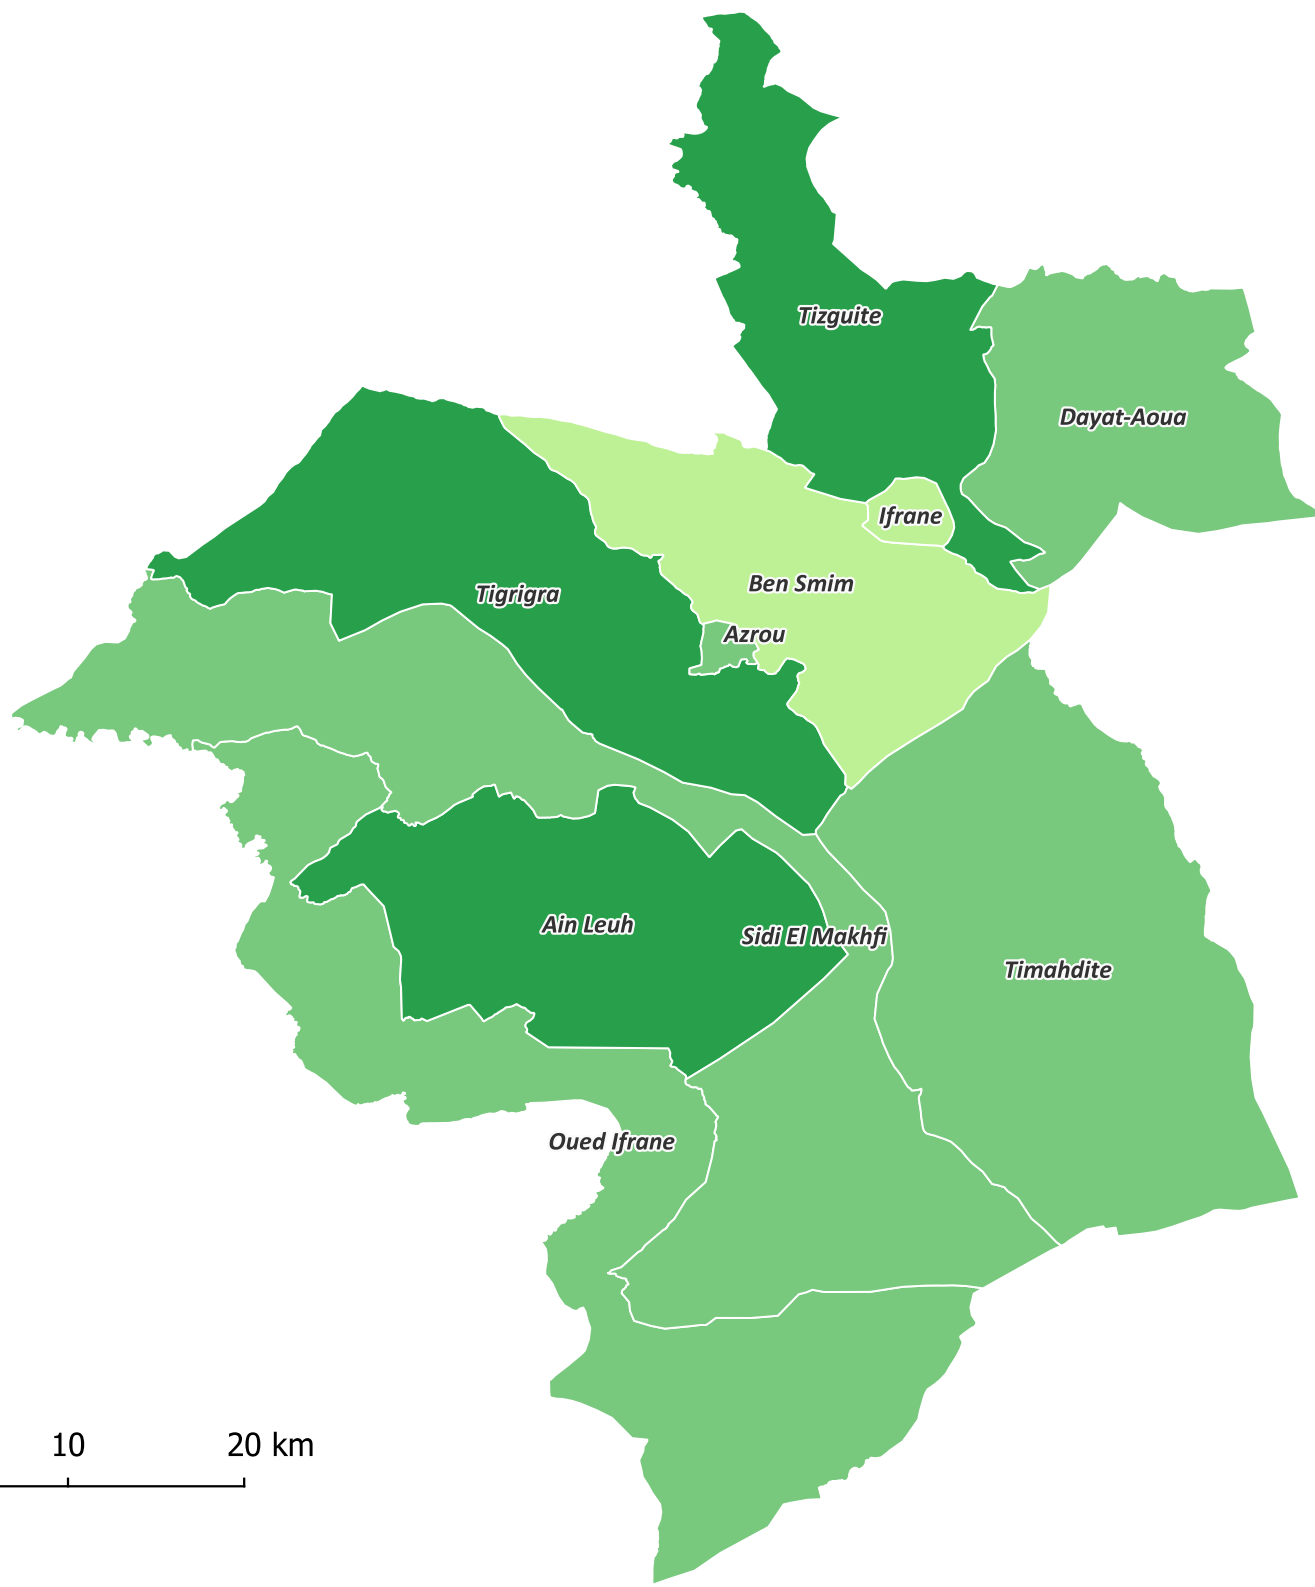 Tizguite
Dayat-Aoua
Ifrane
Ben Smim
Tigrigra
Azrou
Ain Leuh
Sidi El Makhfi
Timahdite
Oued Ifrane
10 20 km